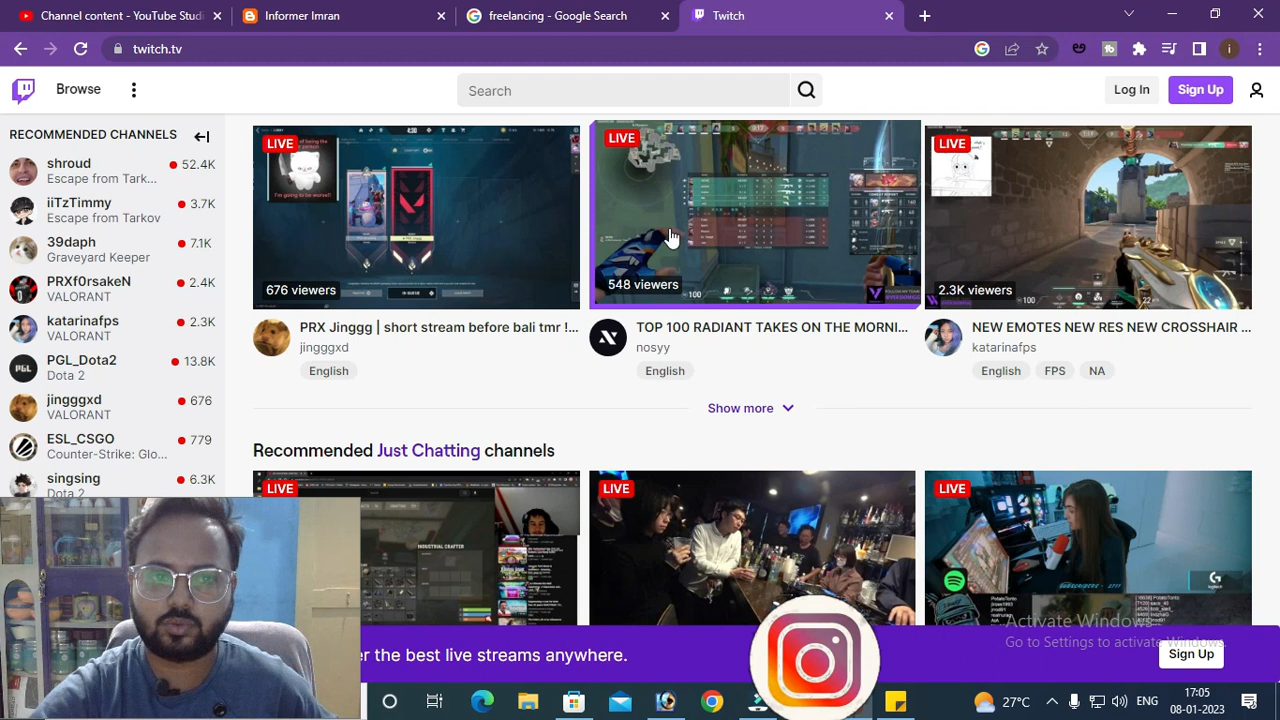 Channel content - YouTube Studi
Informer Imran
freelancing - Google Search
Twitch
twitch.tv
i
Browse
Search
Log In
Sign Up
RECOMMENDED CHANNELS
shroud
52.4K
Escape from Tark...
Escape from Tarkov
39daph
7.1K
Graveyard Keeper
PRXf0rsakeN
2.4K
VALORANT
katarinafps
2.3K
VALORANT
PGL_Dota2
13.8K
Dota 2
jingggxd
676
VALORANT
ESL_CSGO
779
Counter-Strike: Glo...
singsing
6.3K
Dota 2
LIVE
676 viewers
PRX Jinggg | short stream before bali tmr !...
jingggxd
English
LIVE
548 viewers
TOP 100 RADIANT TAKES ON THE MORNI...
nosyy
English
LIVE
2.3K viewers
NEW EMOTES NEW RES NEW CROSSHAIR ...
katarinafps
English FPS NA
Show more
Recommended Just Chatting channels
LIVE
INDUSTRIAL CRAFTER
LIVE
LIVE
Activate Windows
Go to Settings to activate Windows.
er the best live streams anywhere.
Sign Up
27°C
ENG
17:05
08-01-2023